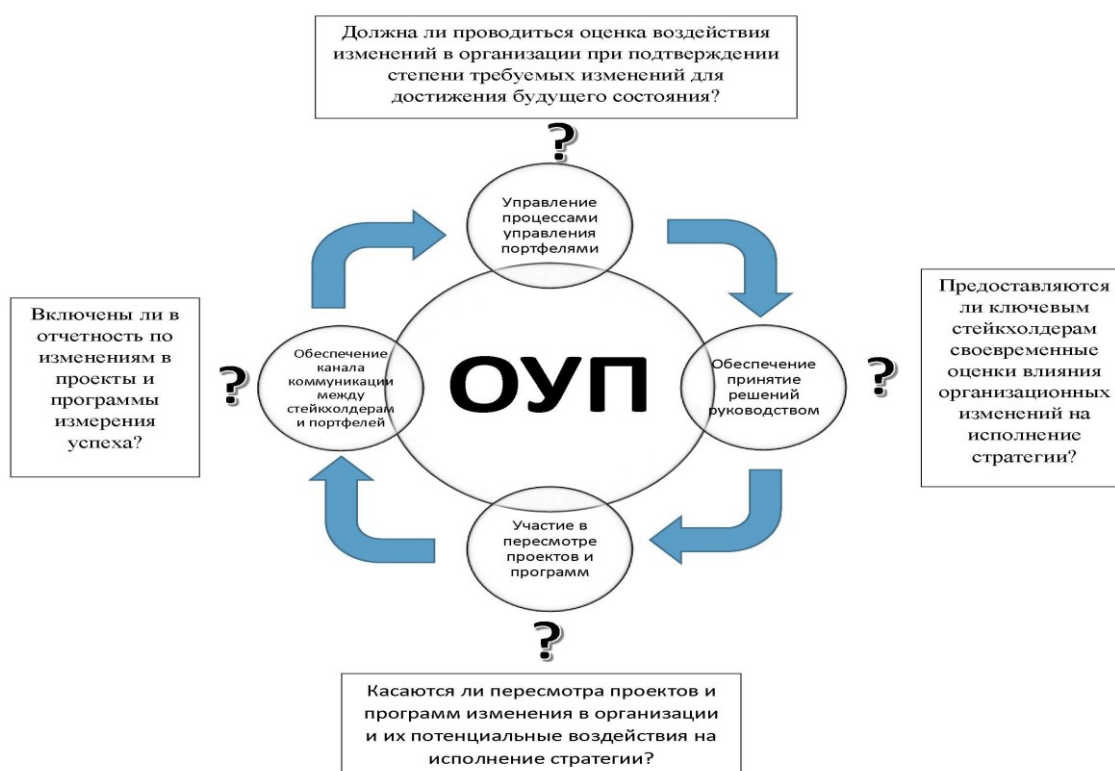 Должна ли проводиться оценка воздействия
изменений в организации при подтверждении
степени требуемых изменений для
достижения будущего состояния?
?
Управление
процессами
управления
портфелями
Включены ли в
отчетность по
изменениям в
проекты и
программы
измерения
успеха?
?
Обеспечение
канала
коммуникации
между
стейкхолдерам
и портфелей
ОУП
Обеспечение
принятие
решений
руководством
?
Предоставляются
ли ключевым
стейкхолдерам
своевременные
оценки влияния
организационных
изменений на
исполнение
стратегии?
Участие в
пересмотре
проектов и
программ
?
Касаются ли пересмотра проектов и
программ изменения в организации
и их потенциальные воздействия на
исполнение стратегии?